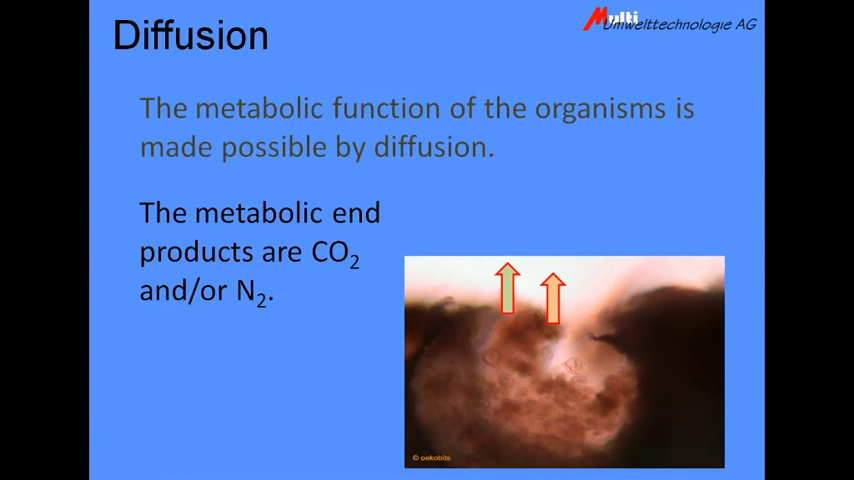 Diffusion
Multi
Umwelttechnologie AG
The metabolic function of the organisms is
made possible by diffusion.
The metabolic end
products are CO₂
and/or N₂.
© oekobits